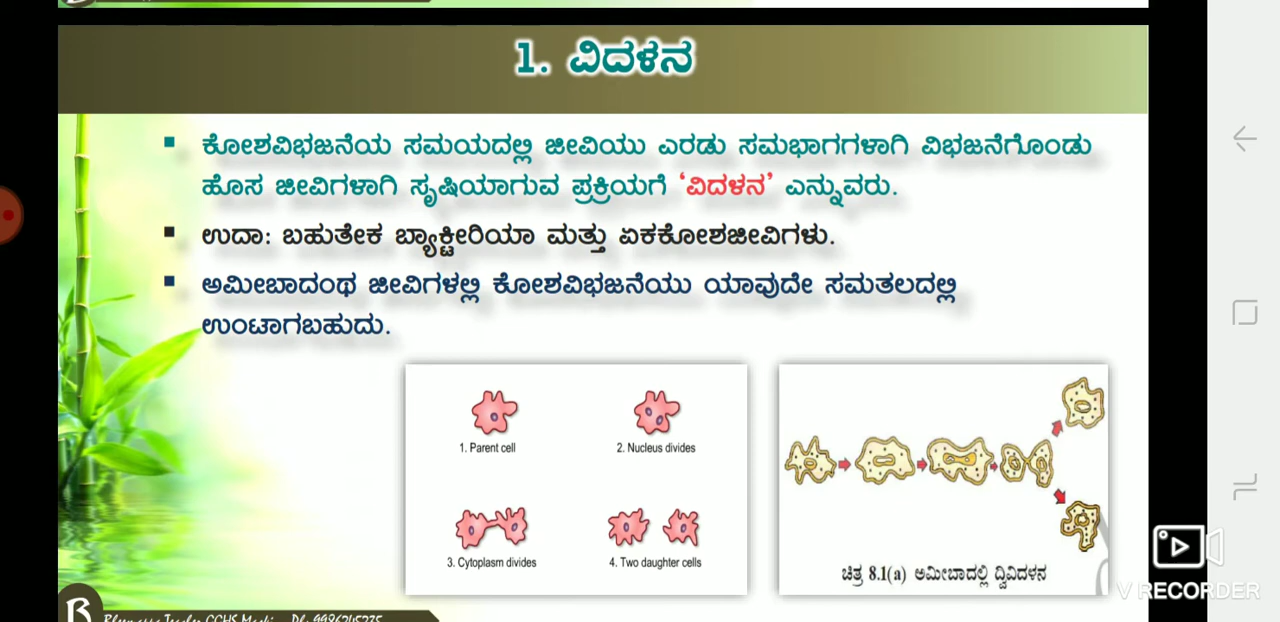 1. ವಿದಳನ
▪ ಕೋಶವಿಭಜನೆಯ ಸಮಯದಲ್ಲಿ ಜೀವಿಯು ಎರಡು ಸಮಭಾಗಗಳಾಗಿ ವಿಭಜನೆಗೊಂಡು
ಹೊಸ ಜೀವಿಗಳಾಗಿ ಸೃಷಿಯಾಗುವ ಪ್ರಕ್ರಿಯಗೆ ‘ವಿದಳನ’ ಎನ್ನುವರು.
▪ ಉದಾ: ಬಹುತೇಕ ಬ್ಯಾಕ್ಟೀರಿಯಾ ಮತ್ತು ಏಕಕೋಶಜೀವಿಗಳು.
▪ ಅಮೀಬಾದಂಥ ಜೀವಿಗಳಲ್ಲಿ ಕೋಶವಿಭಜನೆಯು ಯಾವುದೇ ಸಮತಲದಲ್ಲಿ
ಉಂಟಾಗಬಹುದು.
1. Parent cell
2. Nucleus divides
3. Cytoplasm divides
4. Two daughter cells
ಚಿತ್ರ 8.1(a) ಅಮೀಬಾದಲ್ಲಿ ದ್ವಿವಿದಳನ
V RECORDER
B